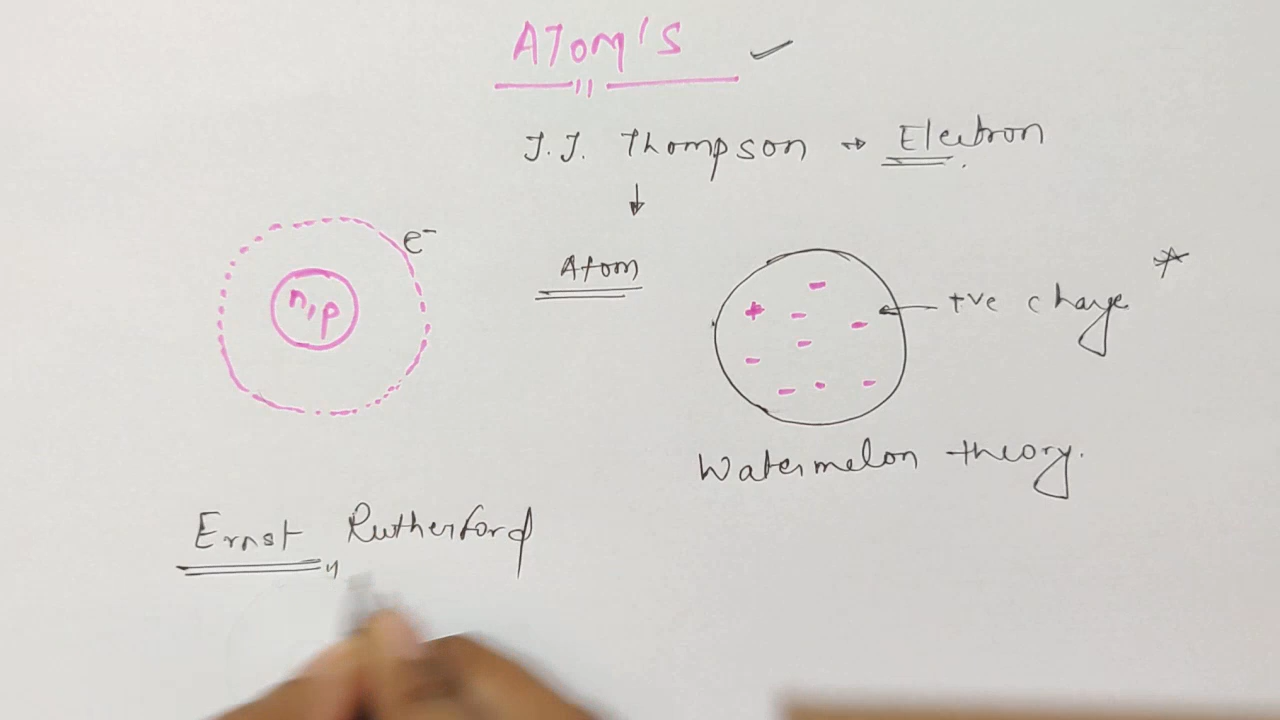 ATom's
J.J. Thompson → Electron
e-
Atom
n,p
+ve charge
Watermelon theory.
Ernst Rutherford